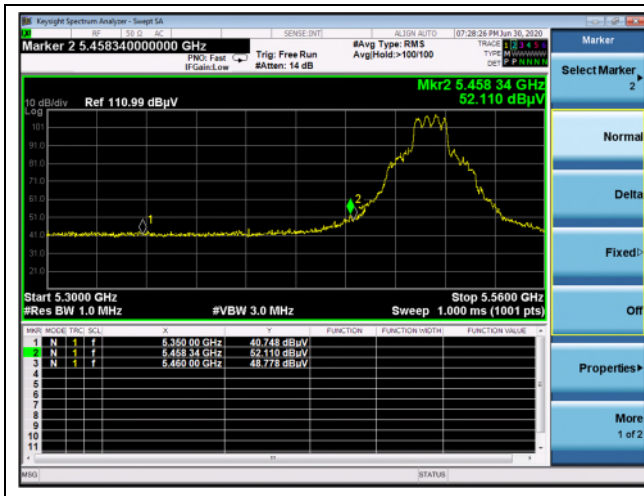 Keysight Spectrum Analyzer - Swept SA
RF 50 Ω AC SENSE:INT ALIGN AUTO 07:28:26 PM Jun 30, 2020
Marker 2 5.458340000000 GHz
PNO: Fast
IFGain:Low
Trig: Free Run
#Atten: 14 dB
#Avg Type: RMS
Avg|Hold:>100/100
TRACE 1 2 3 4 5 6
TYPE M W W W W W
DET P P N N N N
Mkr2 5.458 34 GHz
52.110 dBµV
10 dB/div Ref 110.99 dBµV
Log
101
91.0
81.0
71.0
61.0
51.0
41.0
31.0
21.0
1
2
Start 5.3000 GHz Stop 5.5600 GHz
#Res BW 1.0 MHz #VBW 3.0 MHz Sweep 1.000 ms (1001 pts)
MKR MODE TRC SCL X Y FUNCTION FUNCTION WIDTH FUNCTION VALUE
1 N 1 f 5.350 00 GHz 40.748 dBµV
2 N 1 f 5.458 34 GHz 52.110 dBµV
3 N 1 f 5.460 00 GHz 48.778 dBµV
4
5
6
7
8
9
10
11
MSG STATUS
Marker
Select Marker
2
Normal
Delta
Fixed
Off
Properties
More
1 of 2